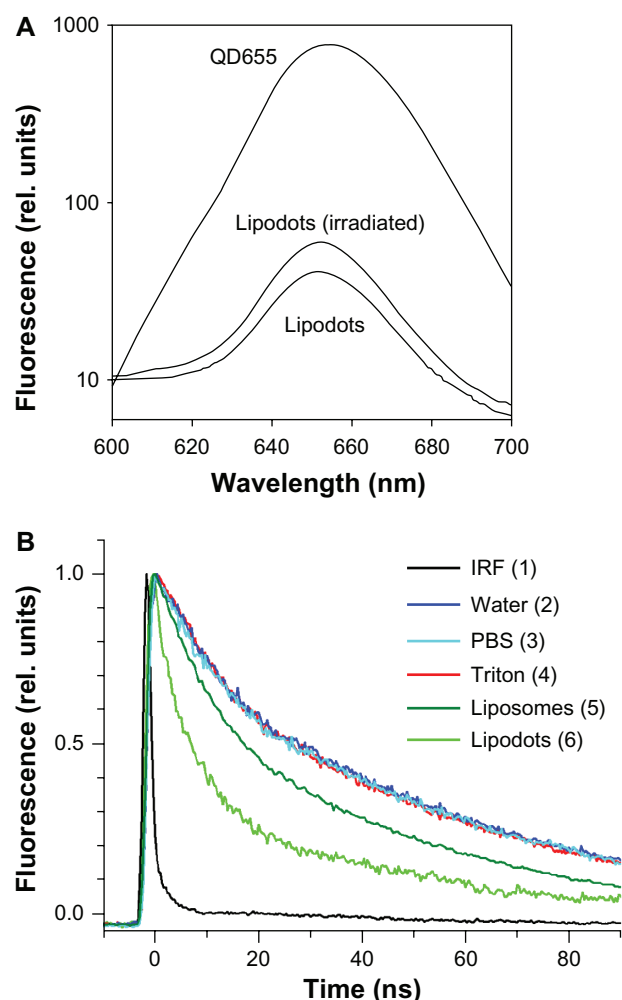 A
1000
100
10
Fluorescence (rel. units)
QD655
Lipodots (irradiated)
Lipodots
600 620 640 660 680 700
Wavelength (nm)
B
1.0
0.5
0.0
Fluorescence (rel. units)
IRF (1)
Water (2)
PBS (3)
Triton (4)
Liposomes (5)
Lipodots (6)
0 20 40 60 80
Time (ns)